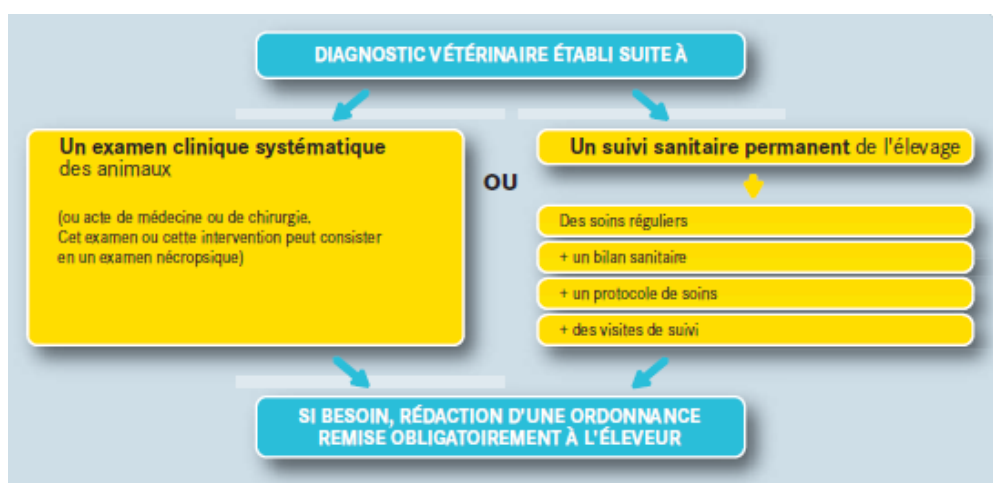 DIAGNOSTIC VÉTÉRINAIRE ÉTABLI SUITE À
Un examen clinique systématique
des animaux
(ou acte de médecine ou de chirurgie.
Cet examen ou cette intervention peut consister
en un examen nécropsique)
OU
Un suivi sanitaire permanent de l'élevage
Des soins réguliers
+ un bilan sanitaire
+ un protocole de soins
+ des visites de suivi
SI BESOIN, RÉDACTION D'UNE ORDONNANCE
REMISE OBLIGATOIREMENT À L'ÉLEVEUR